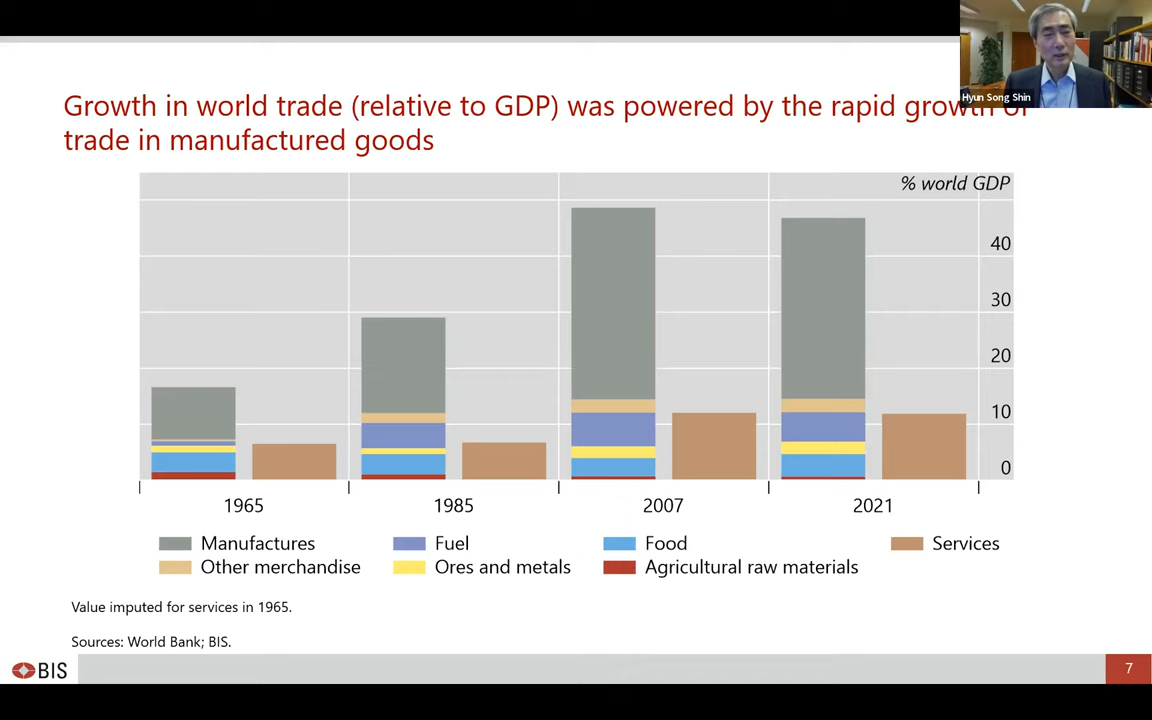 Hyun Song Shin
Growth in world trade (relative to GDP) was powered by the rapid growth of
trade in manufactured goods
% world GDP
40
30
20
10
0
1965 1985 2007 2021
Manufactures Fuel Food Services
Other merchandise Ores and metals Agricultural raw materials
Value imputed for services in 1965.
Sources: World Bank; BIS.
BIS 7